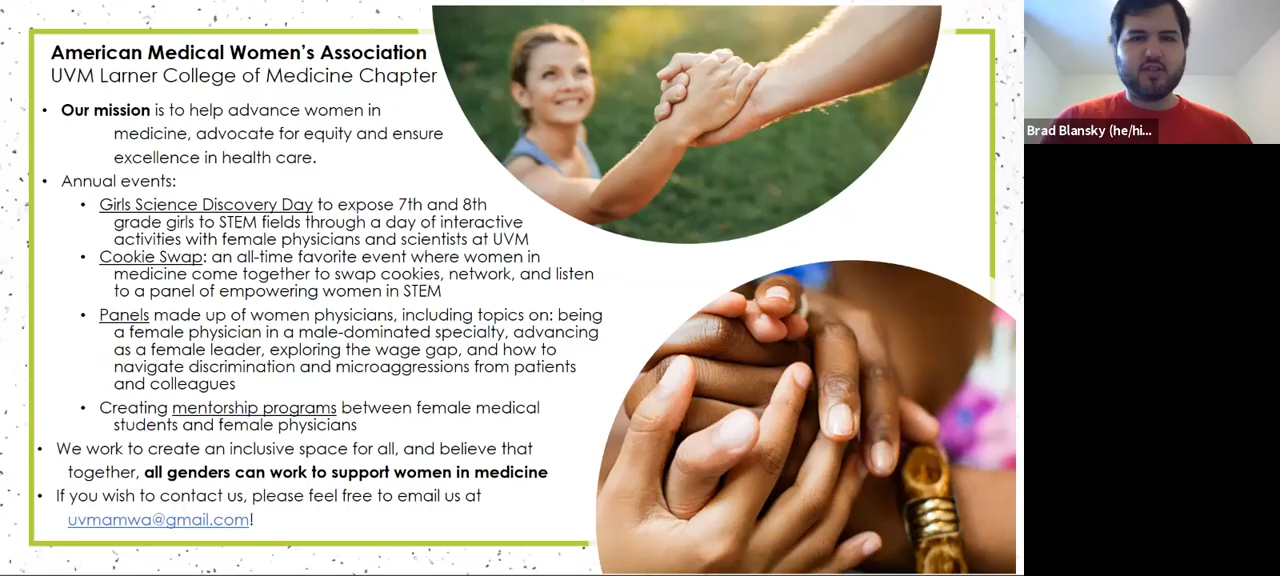 American Medical Women's Association
UVM Larner College of Medicine Chapter
• Our mission is to help advance women in
medicine, advocate for equity and ensure
excellence in health care.
• Annual events:
• Girls Science Discovery Day to expose 7th and 8th
grade girls to STEM fields through a day of interactive
activities with female physicians and scientists at UVM
• Cookie Swap: an all-time favorite event where women in
medicine come together to swap cookies, network, and listen
to a panel of empowering women in STEM
• Panels made up of women physicians, including topics on: being
a female physician in a male-dominated specialty, advancing
as a female leader, exploring the wage gap, and how to
navigate discrimination and microaggressions from patients
and colleagues
• Creating mentorship programs between female medical
students and female physicians
• We work to create an inclusive space for all, and believe that
together, all genders can work to support women in medicine
• If you wish to contact us, please feel free to email us at
uvmamwa@gmail.com!
Brad Blansky (he/hi...